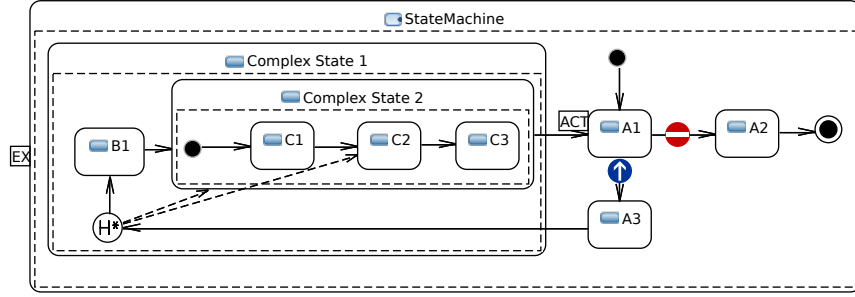 StateMachine
Complex State 1
Complex State 2
ACT
A1
A2
B1
C1
C2
C3
EX
A3
H*